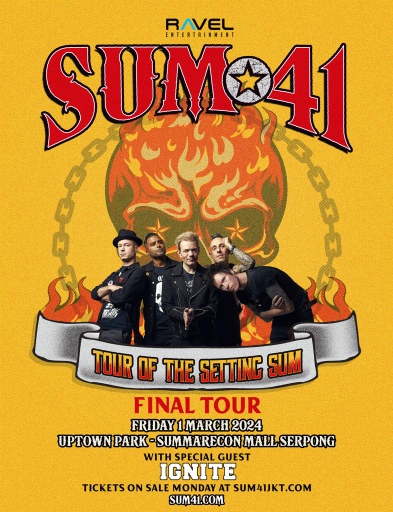 RAVEL
ENTERTAINMENT
SUM 41
TOUR OF THE SETTING SUM
FINAL TOUR
FRIDAY 1 MARCH 2024
UPTOWN PARK - SUMMARECON MALL SERPONG
WITH SPECIAL GUEST
IGNITE
TICKETS ON SALE MONDAY AT SUM41JKT.COM
SUM41.COM